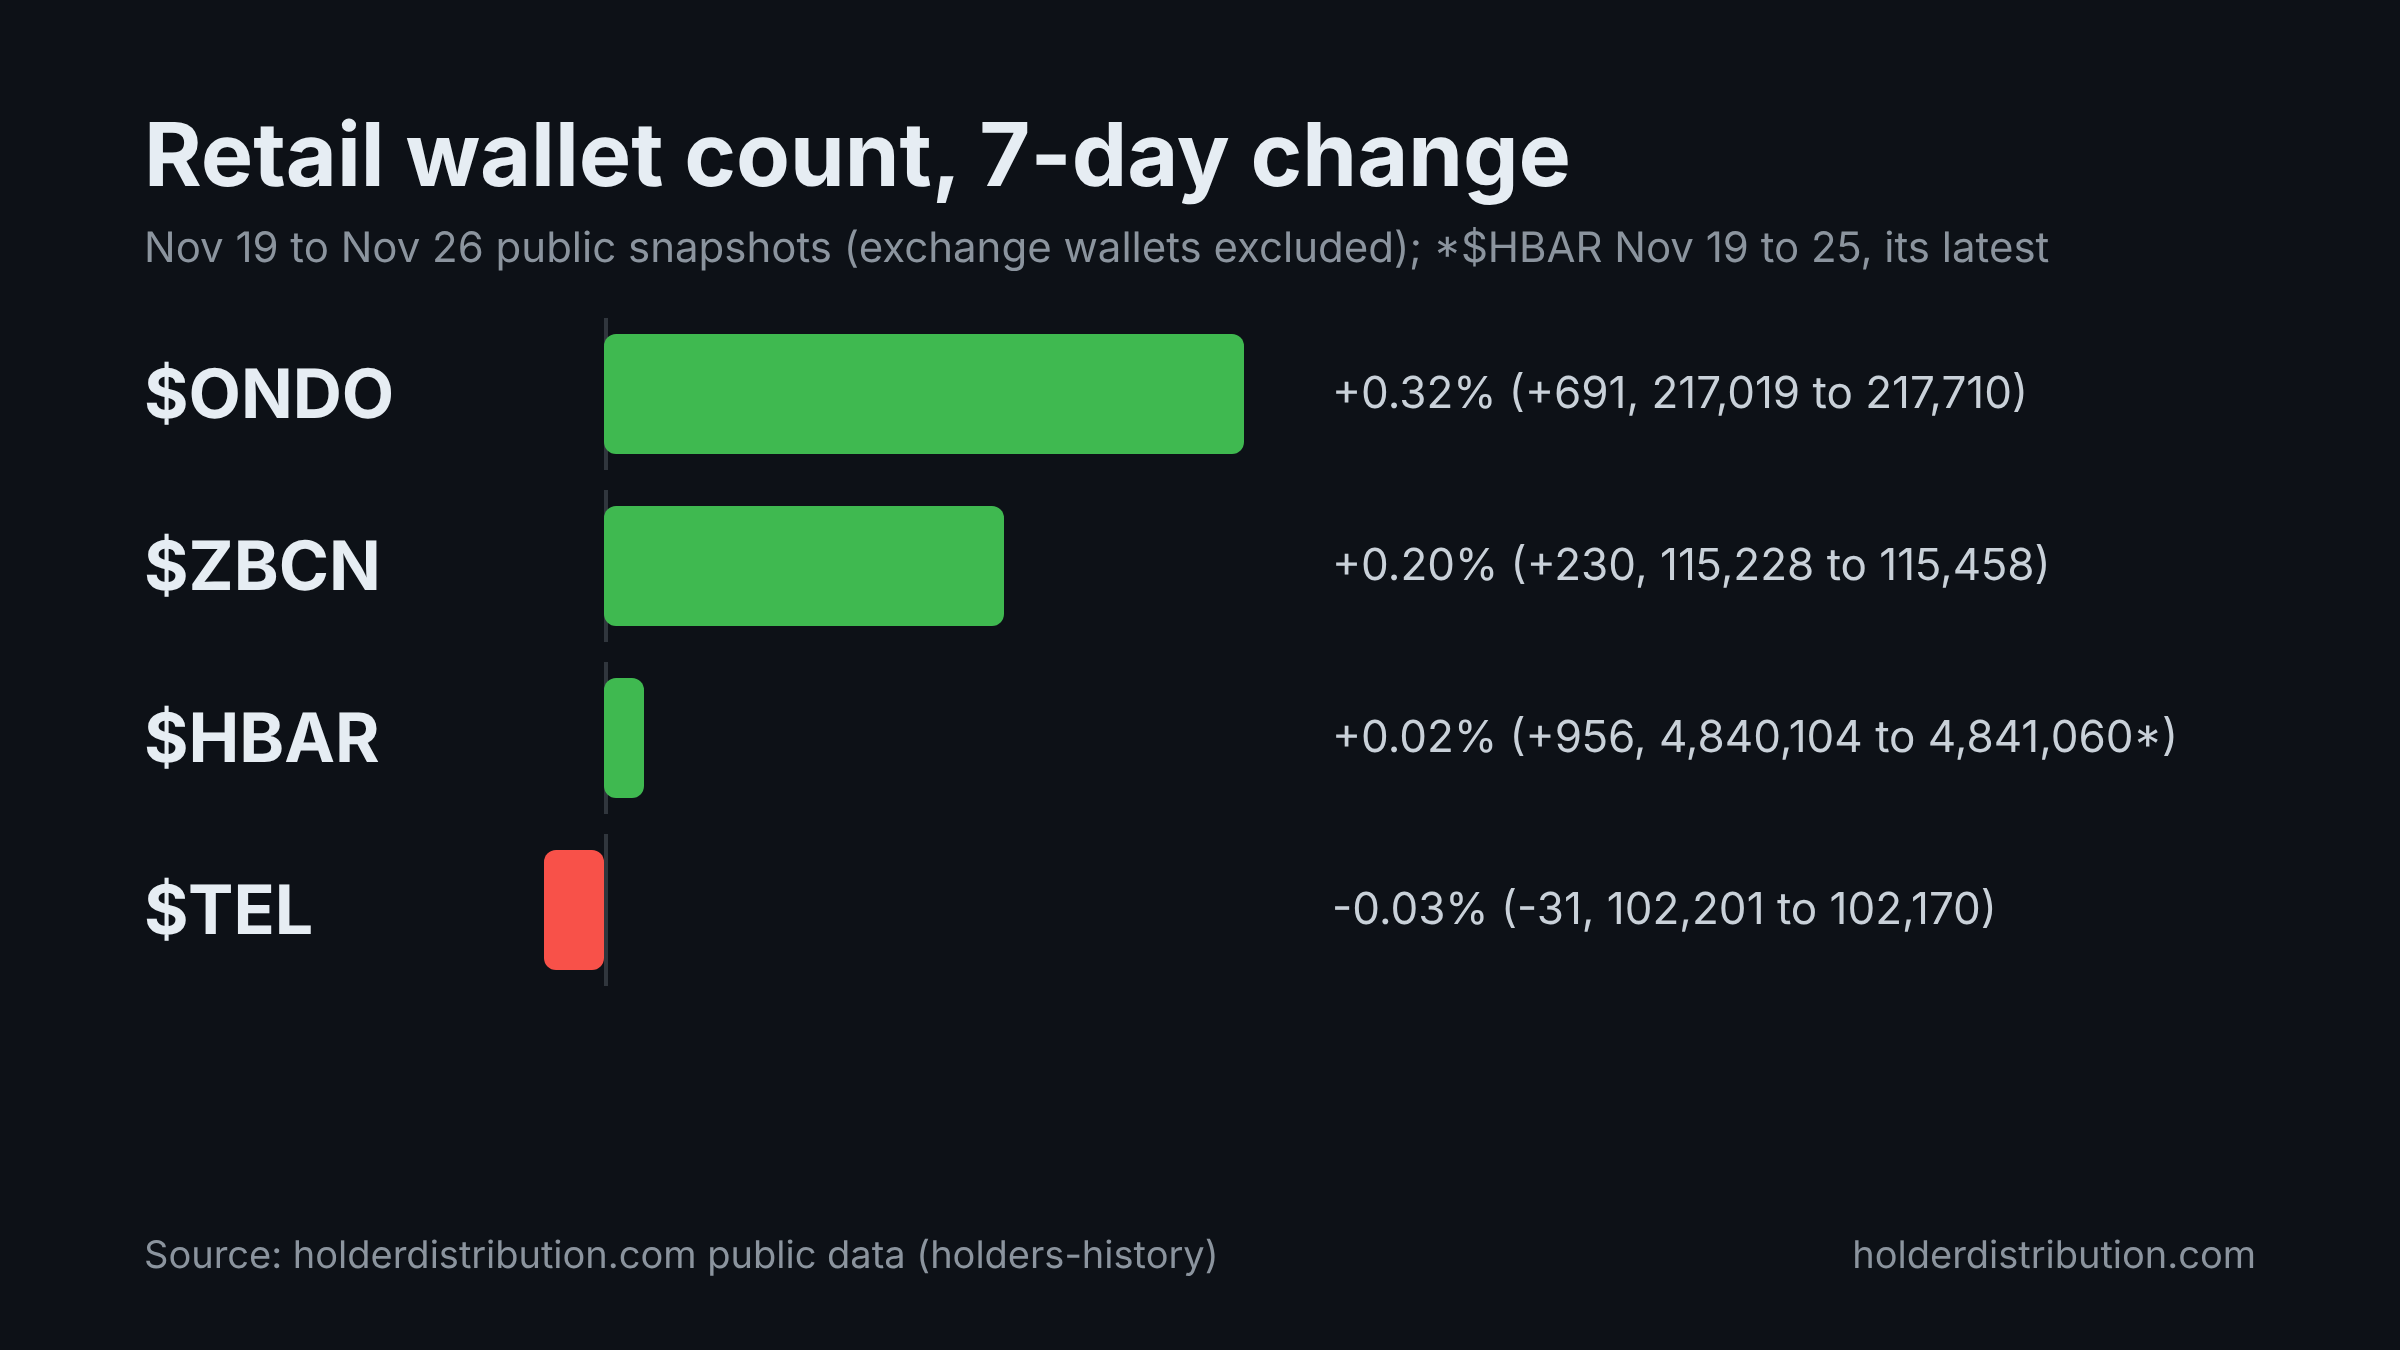 Retail wallet count, 7-day change
Nov 19 to Nov 26 public snapshots (exchange wallets excluded); *$HBAR Nov 19 to 25, its latest
$ONDO +0.32% (+691, 217,019 to 217,710)
$ZBCN +0.20% (+230, 115,228 to 115,458)
$HBAR +0.02% (+956, 4,840,104 to 4,841,060*)
$TEL -0.03% (-31, 102,201 to 102,170)
Source: holderdistribution.com public data (holders-history) holderdistribution.com